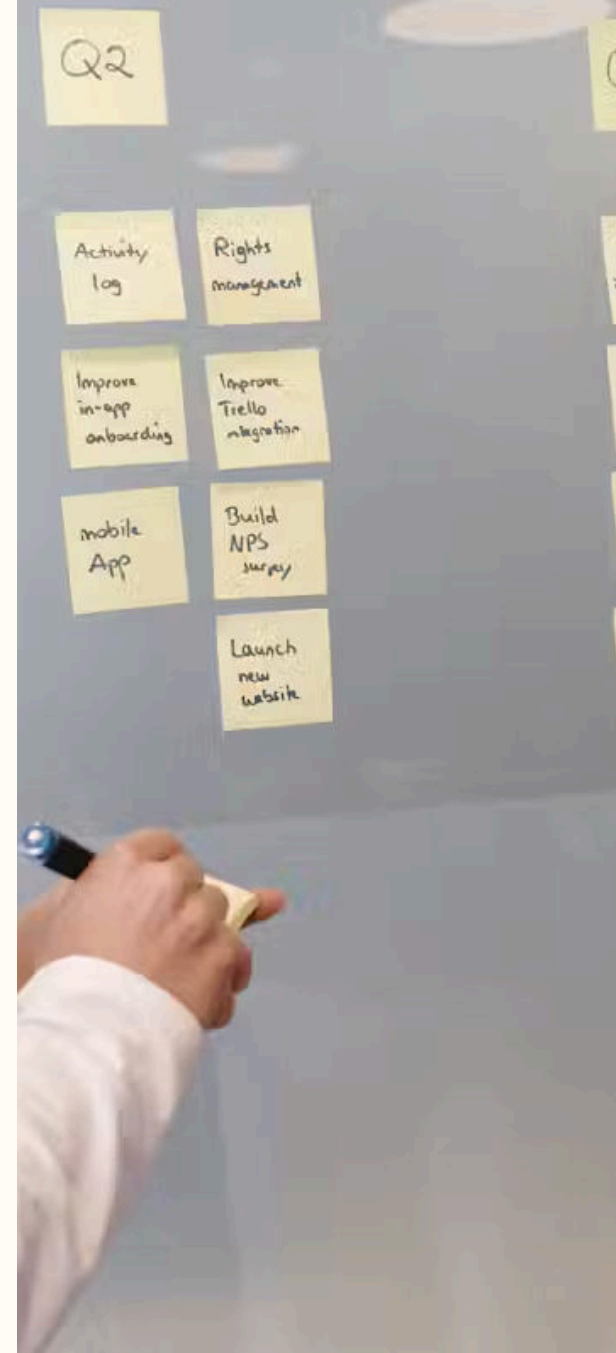 Q2
Activity
log
Rights
management
Improve
in-app
onboarding
Improve
Trello
integration
mobile
App
Build
NPS
survey
Launch
new
website